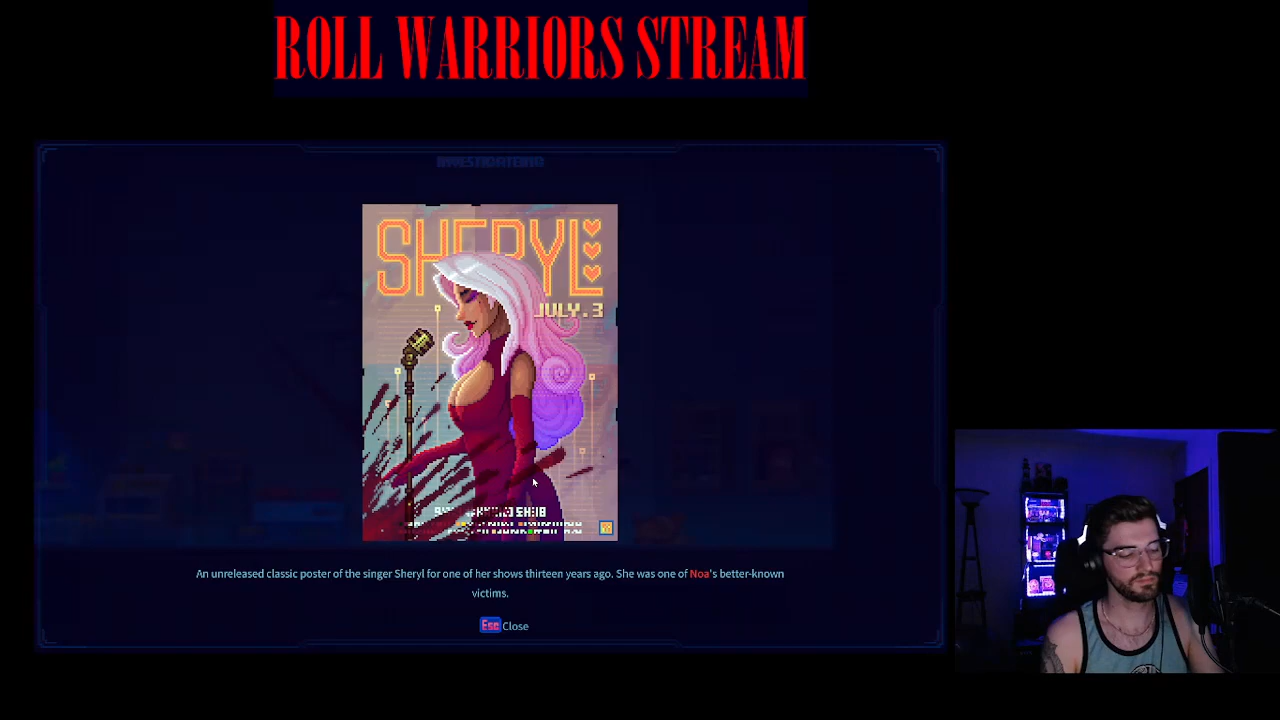 ROLL WARRIORS STREAM
INVESTIGATING
SHERYL
JULY.3
An unreleased classic poster of the singer Sheryl for one of her shows thirteen years ago. She was one of Noa's better-known
victims.
Esc Close